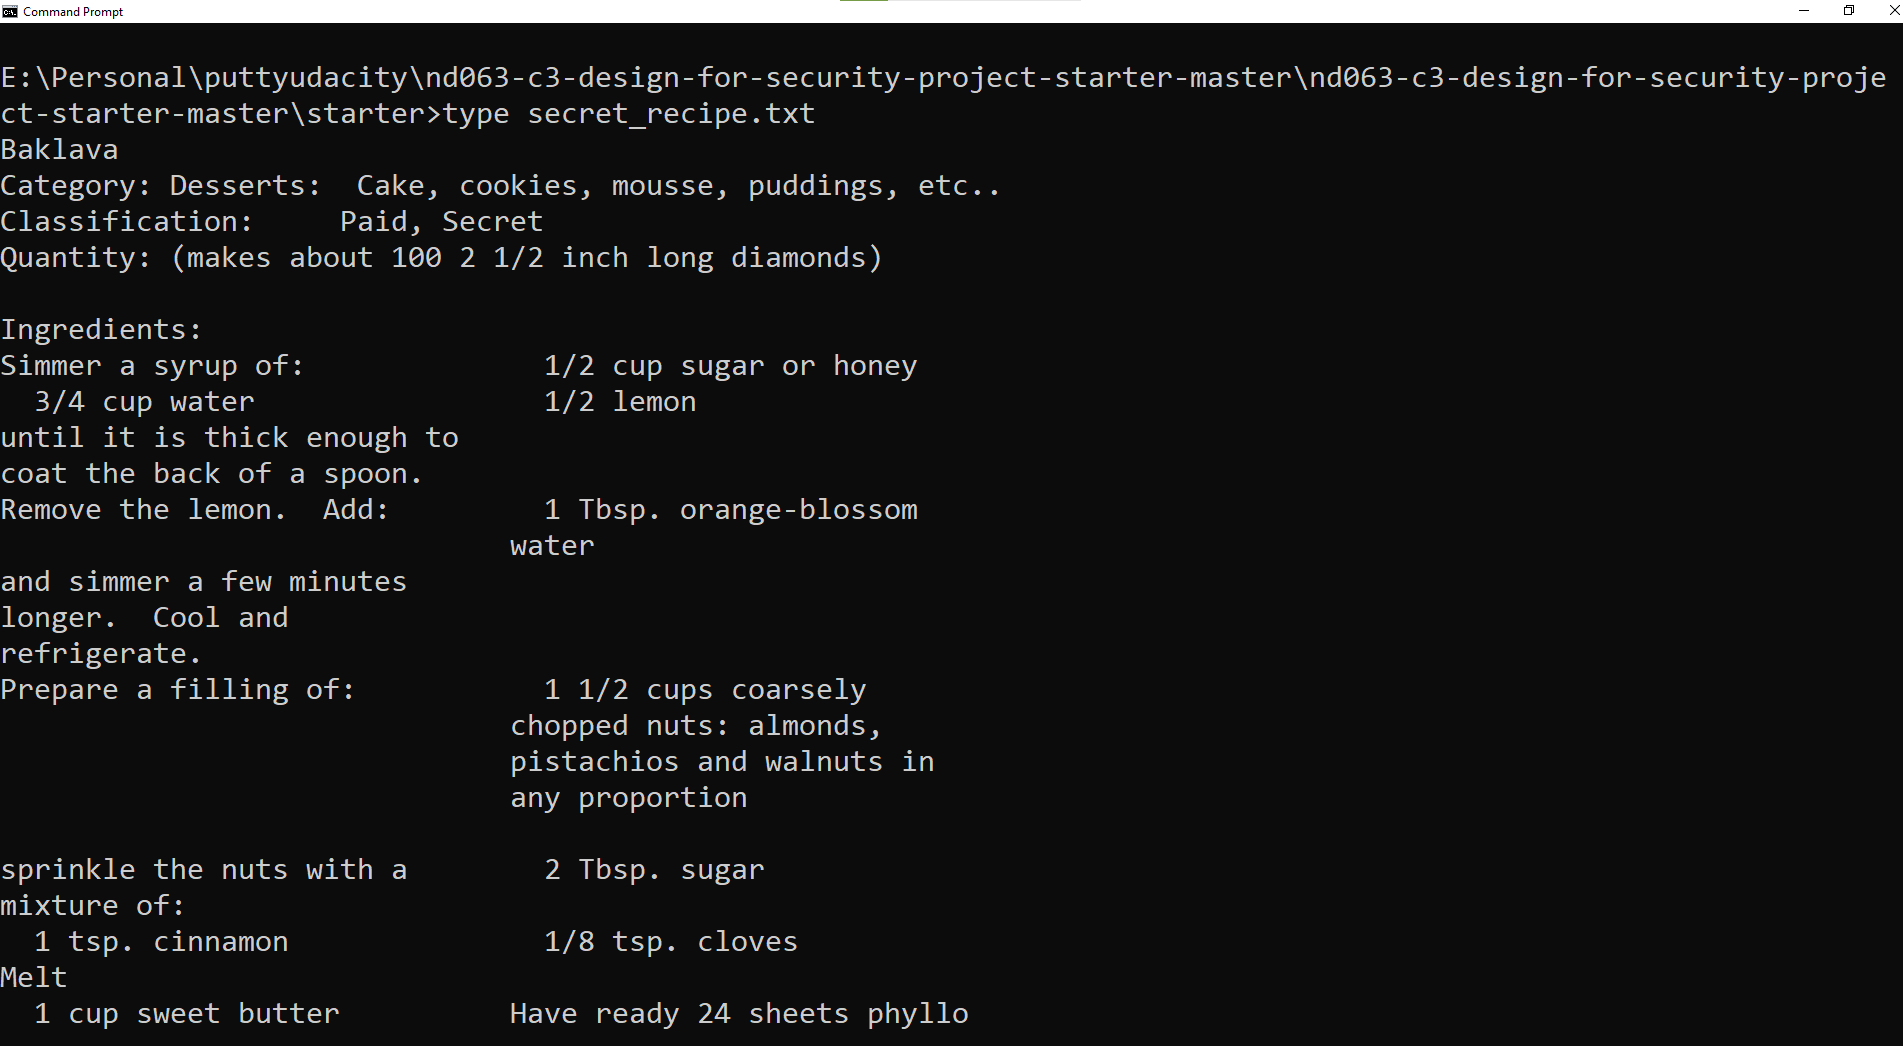 Command Prompt
E:\Personal\puttyudacity\nd063-c3-design-for-security-project-starter-master\nd063-c3-design-for-security-proje
ct-starter-master\starter>type secret_recipe.txt
Baklava
Category: Desserts:  Cake, cookies, mousse, puddings, etc..
Classification:     Paid, Secret
Quantity: (makes about 100 2 1/2 inch long diamonds)

Ingredients:
Simmer a syrup of:              1/2 cup sugar or honey
  3/4 cup water                 1/2 lemon
until it is thick enough to
coat the back of a spoon.
Remove the lemon.  Add:         1 Tbsp. orange-blossom
                              water
and simmer a few minutes
longer.  Cool and
refrigerate.
Prepare a filling of:           1 1/2 cups coarsely
                              chopped nuts: almonds,
                              pistachios and walnuts in
                              any proportion

sprinkle the nuts with a        2 Tbsp. sugar
mixture of:
  1 tsp. cinnamon               1/8 tsp. cloves
Melt
  1 cup sweet butter          Have ready 24 sheets phyllo